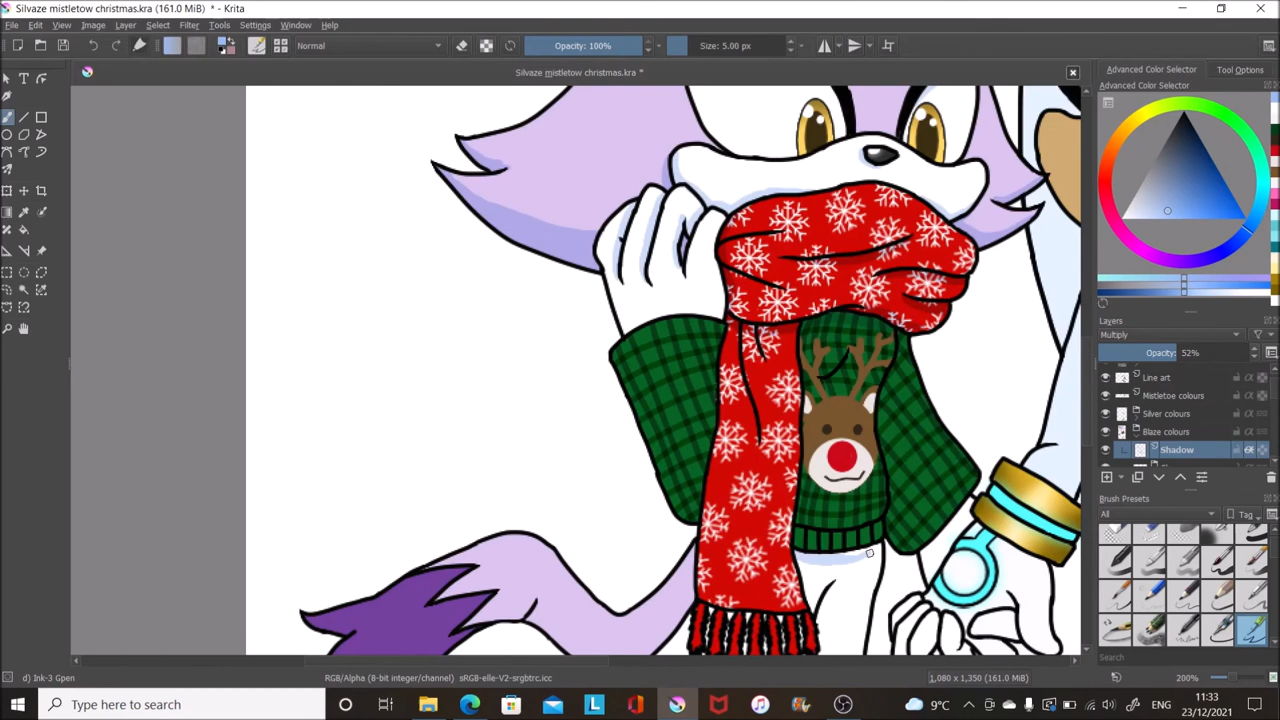 Silvaze mistletow christmas.kra (161.0 MiB) * - Krita
File Edit View Image Layer Select Filter Tools Settings Window Help
Normal Opacity: 100% Size: 5.00 px
Silvaze mistletow christmas.kra *
Advanced Color Selector Tool Options
Advanced Color Selector
Layers
Multiply
Opacity: 52%
Line art
Mistletoe colours
Silver colours
Blaze colours
Shadow
Brush Presets
All Tag
Search
d) Ink-3 Gpen RGB/Alpha (8-bit integer/channel) sRGB-elle-V2-srgbtrc.icc 1,080 x 1,350 (161.0 MiB) 200%
Type here to search 9°C 11:33
23/12/2021